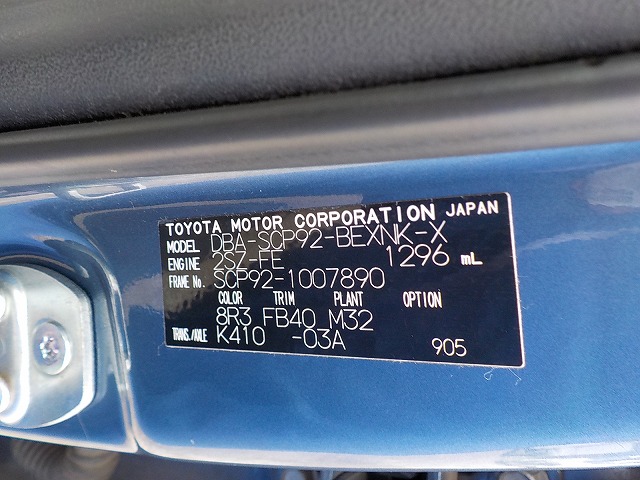 TOYOTA MOTOR CORPORATION JAPAN
MODEL DBA-SCP92-BEXNK-X
ENGINE 2SZ-FE 1296 mL
FRAME No. SCP92-1007890
COLOR TRIM PLANT OPTION
8R3 FB40 M32
TRANS./AXLE K410 -03A
905